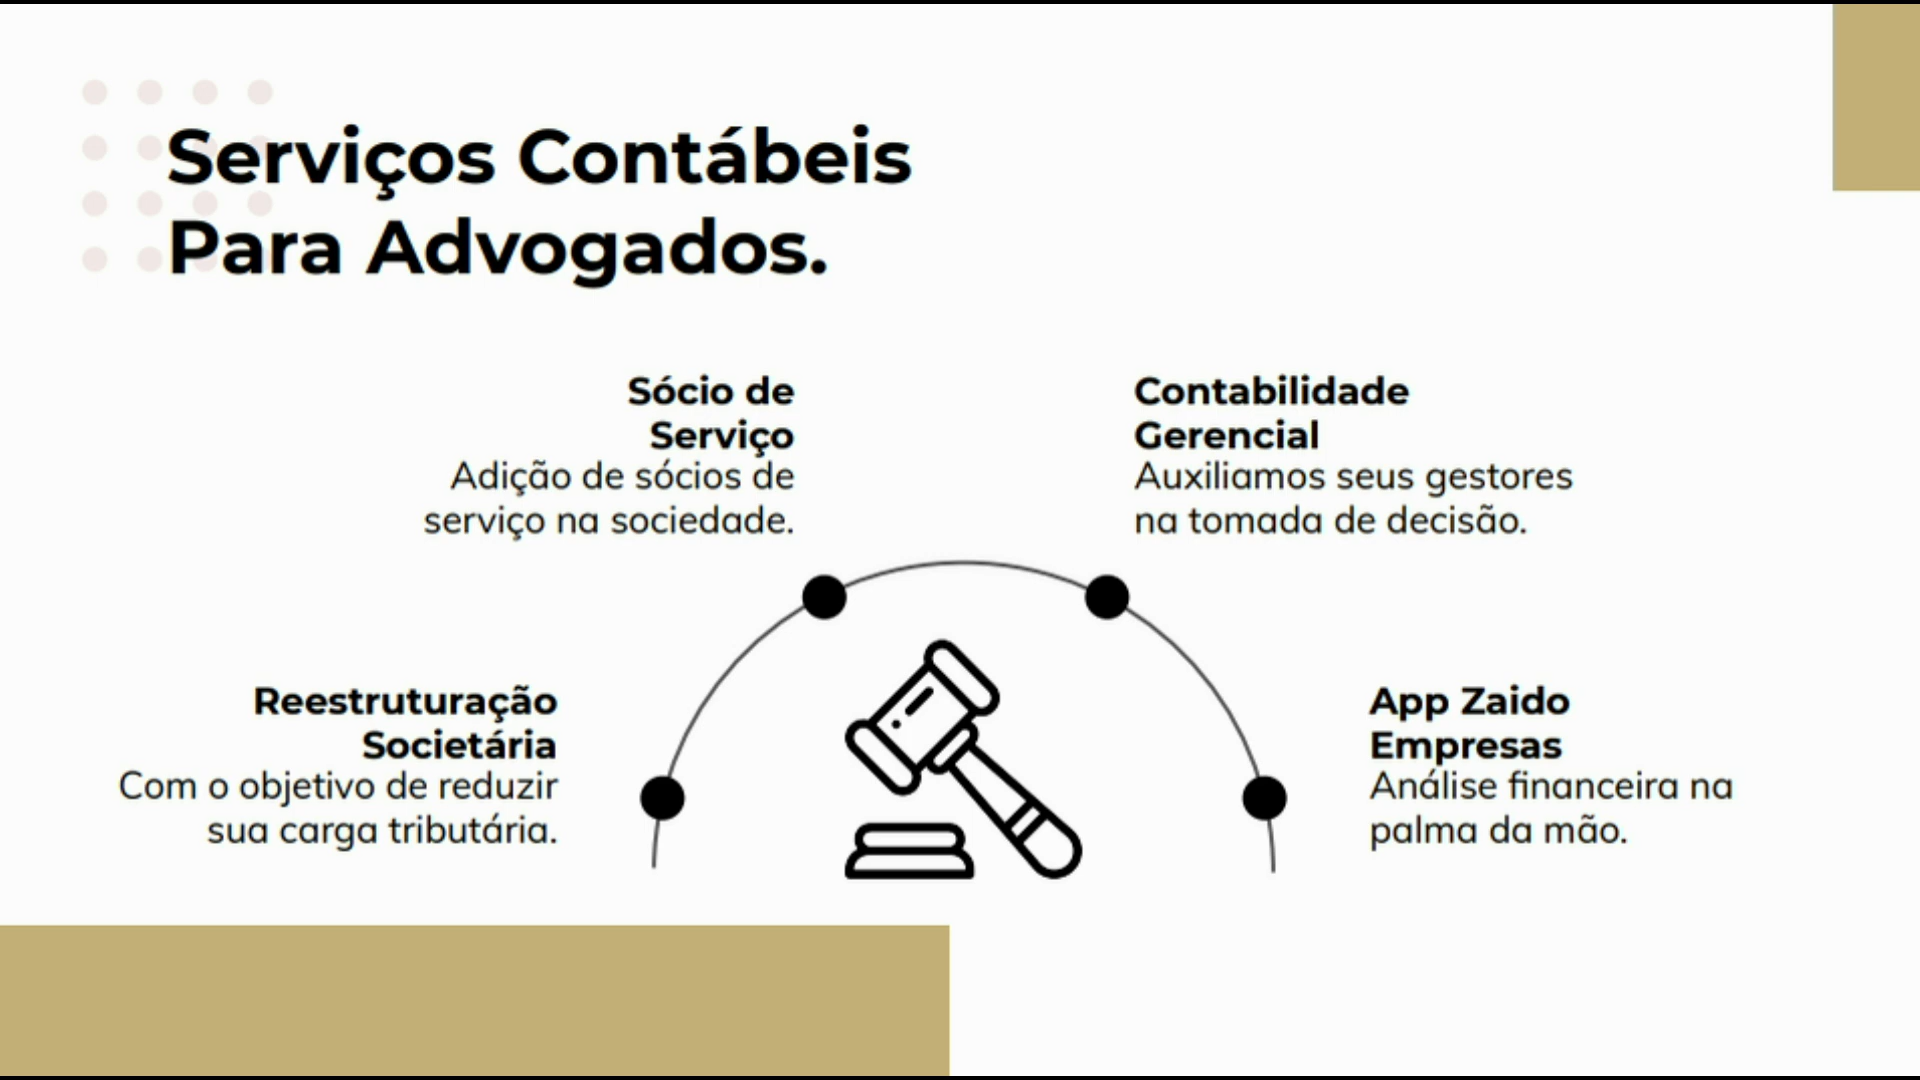 Serviços Contábeis
Para Advogados.
Sócio de
Serviço
Adição de sócios de
serviço na sociedade.
Contabilidade
Gerencial
Auxiliamos seus gestores
na tomada de decisão.
Reestruturação
Societária
Com o objetivo de reduzir
sua carga tributária.
App Zaido
Empresas
Análise financeira na
palma da mão.